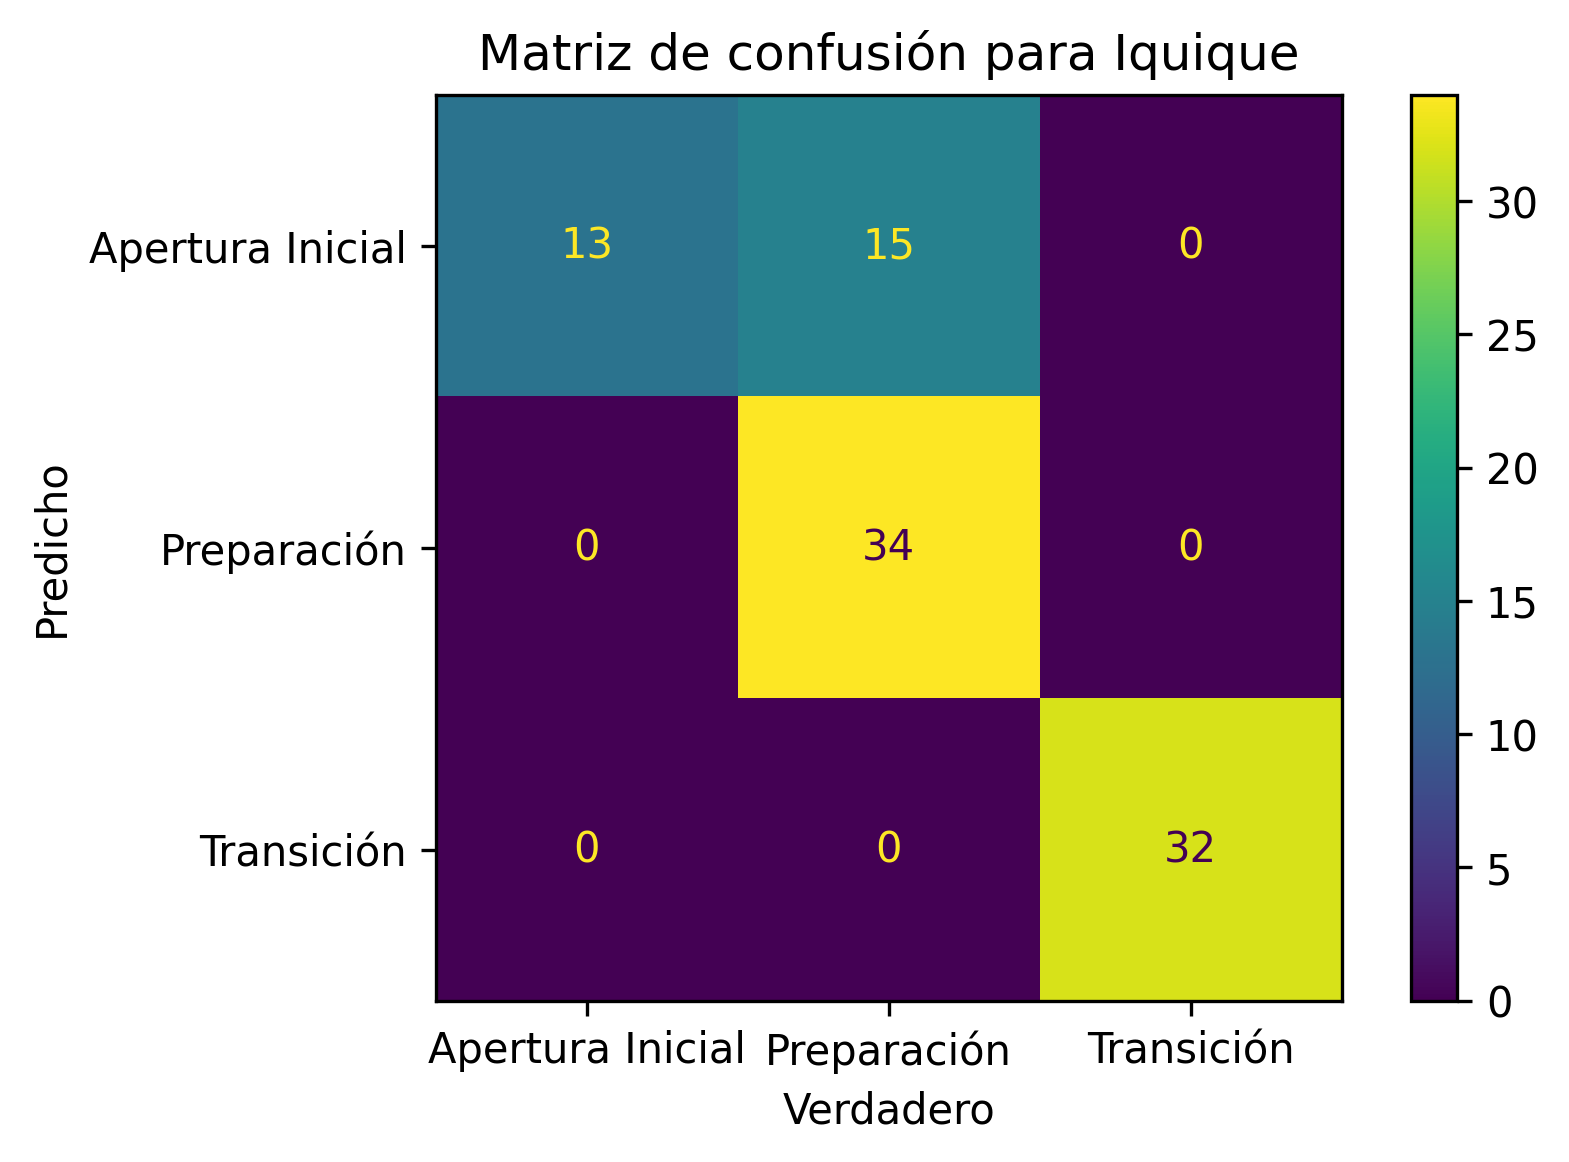 Matriz de confusión para Iquique
Predicho
Apertura Inicial 13 15 0
Preparación 0 34 0
Transición 0 0 32
Apertura Inicial Preparación Transición
Verdadero
30
25
20
15
10
5
0